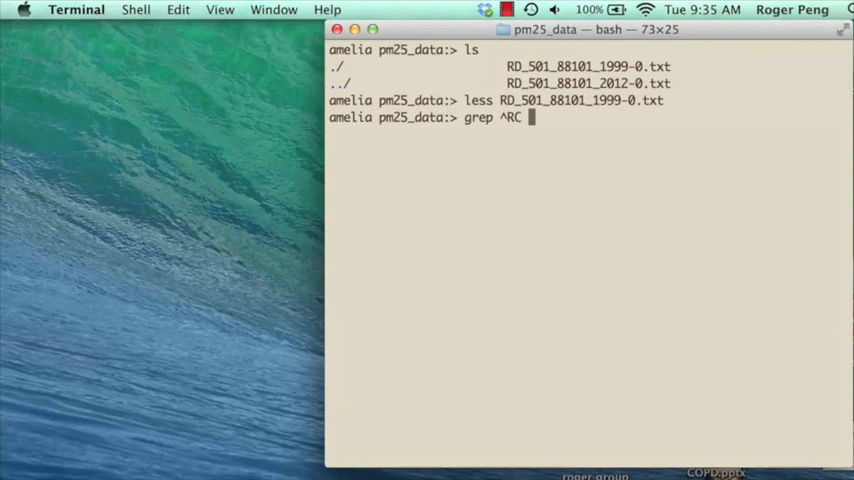 Terminal Shell Edit View Window Help 100% Tue 9:35 AM Roger Peng
pm25_data — bash — 73×25
amelia pm25_data:> ls
./ RD_501_88101_1999-0.txt
../ RD_501_88101_2012-0.txt
amelia pm25_data:> less RD_501_88101_1999-0.txt
amelia pm25_data:> grep ^RC
roger group COPD.pptx